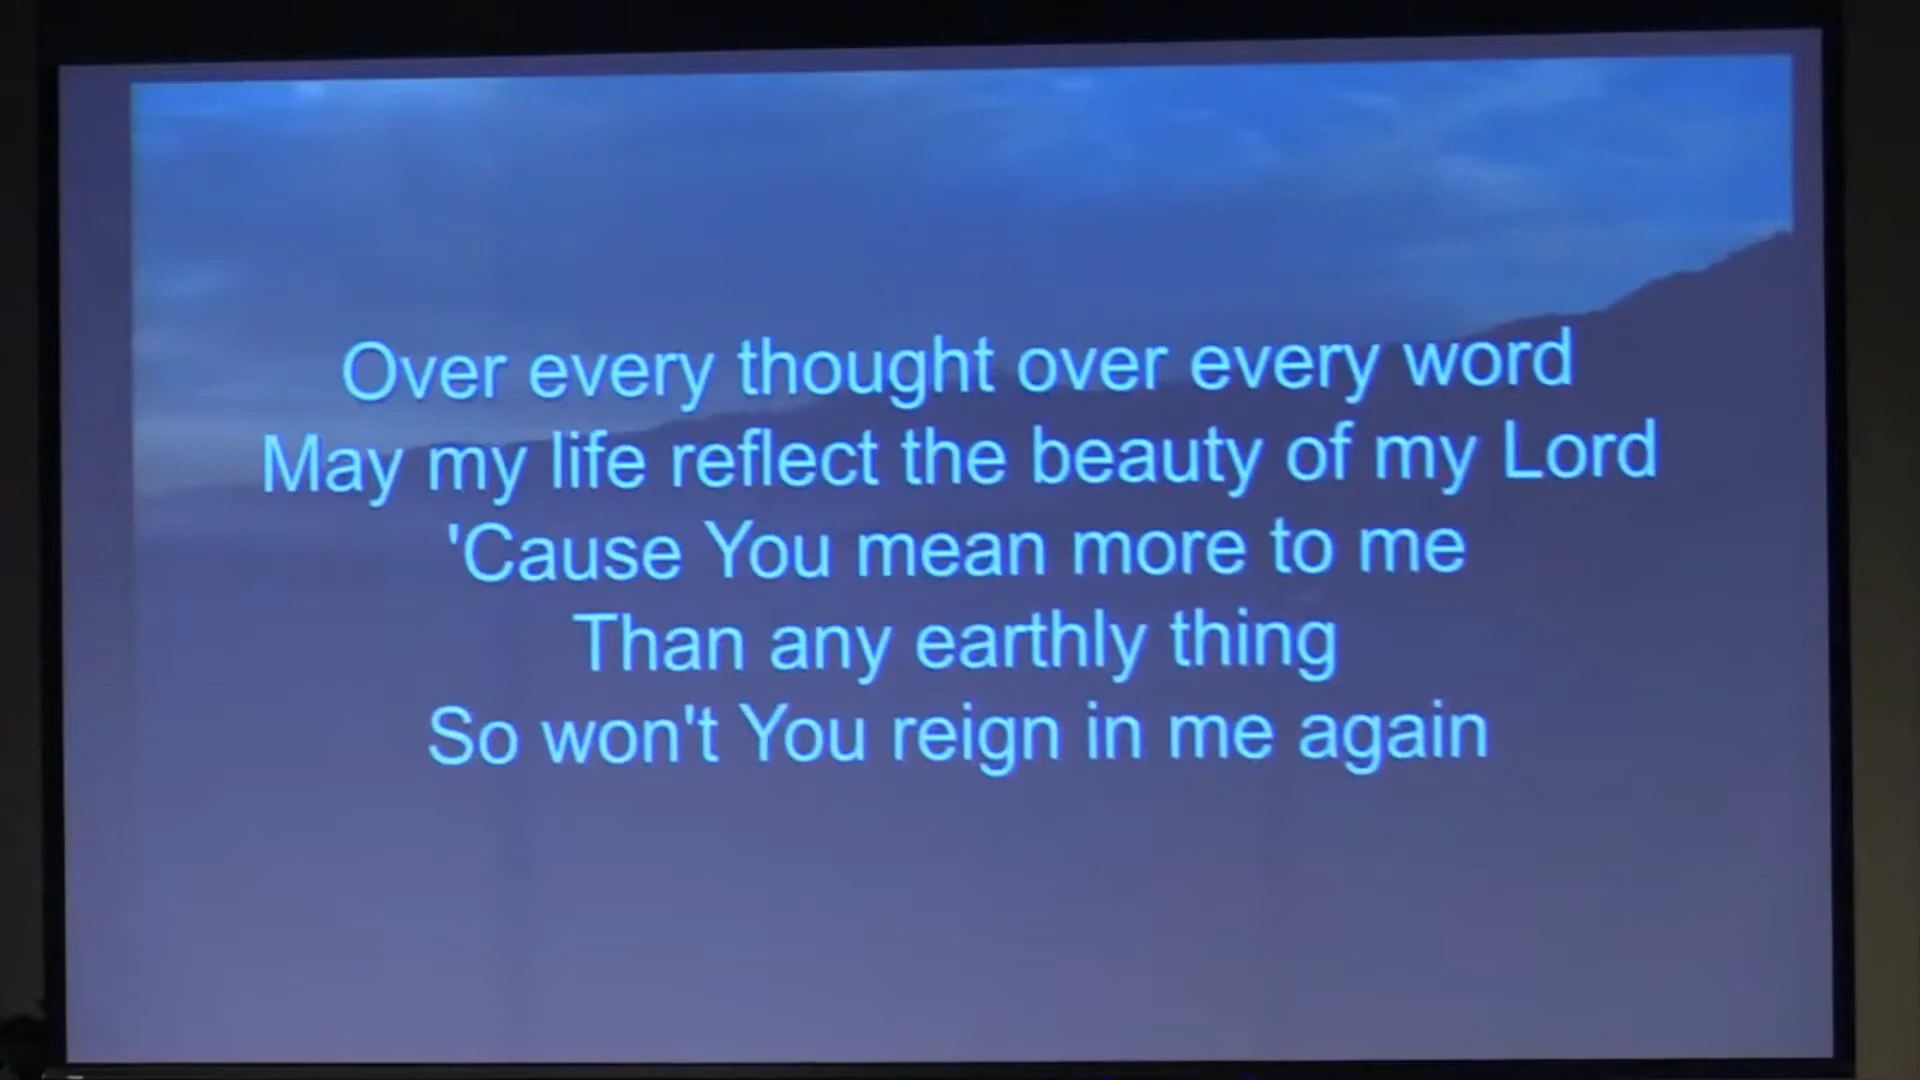 Over every thought over every word
May my life reflect the beauty of my Lord
'Cause You mean more to me
Than any earthly thing
So won't You reign in me again